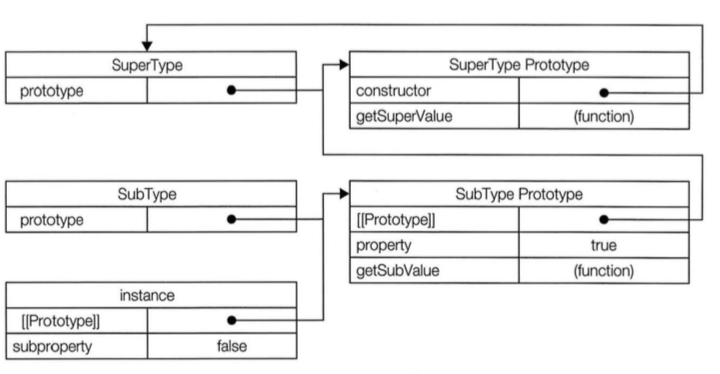 SuperType
prototype
SuperType Prototype
constructor
getSuperValue (function)
SubType
prototype
SubType Prototype
[[Prototype]]
property true
getSubValue (function)
instance
[[Prototype]]
subproperty false